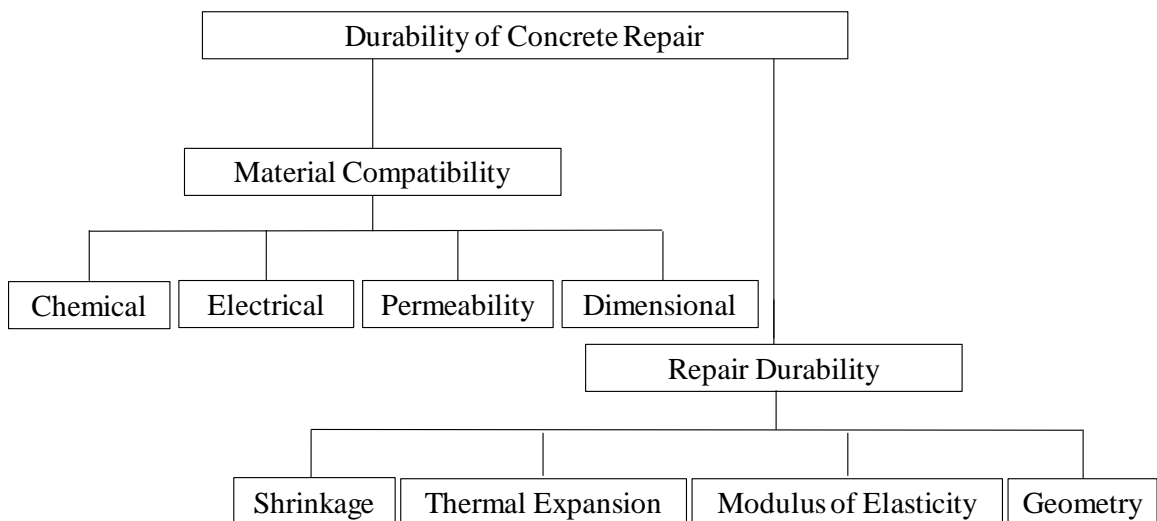 Durability of Concrete Repair
Material Compatibility
Chemical
Electrical
Permeability
Dimensional
Repair Durability
Shrinkage
Thermal Expansion
Modulus of Elasticity
Geometry